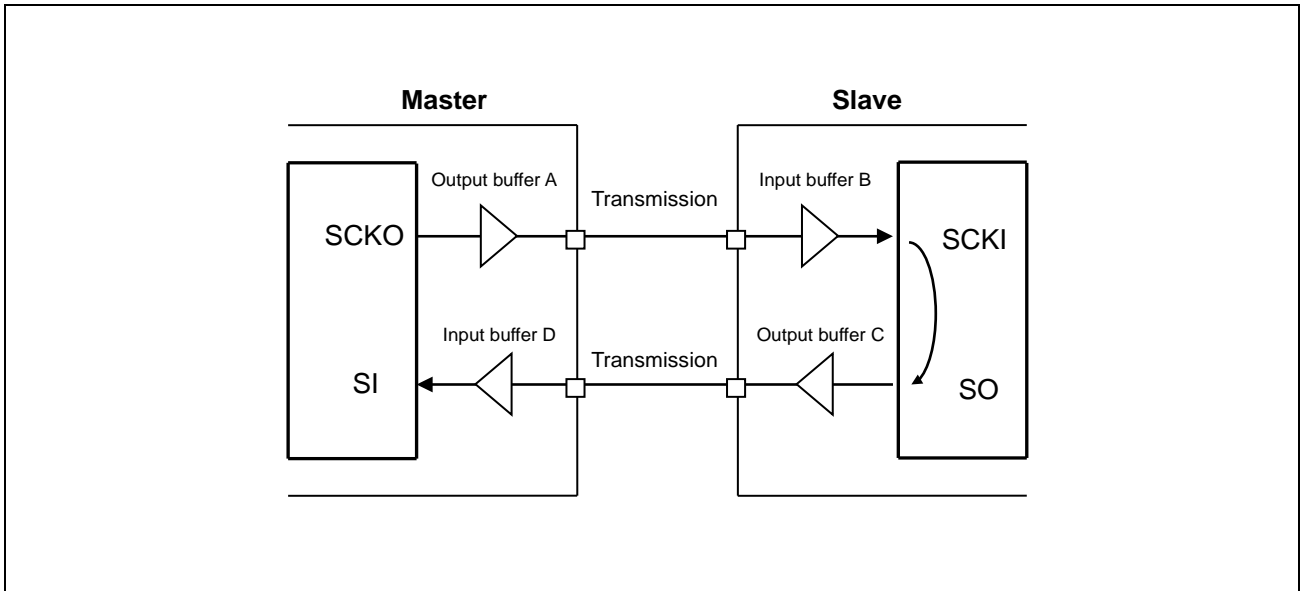 Master
Slave
Output buffer A
Transmission
Input buffer B
SCKO
SCKI
Input buffer D
Transmission
Output buffer C
SI
SO